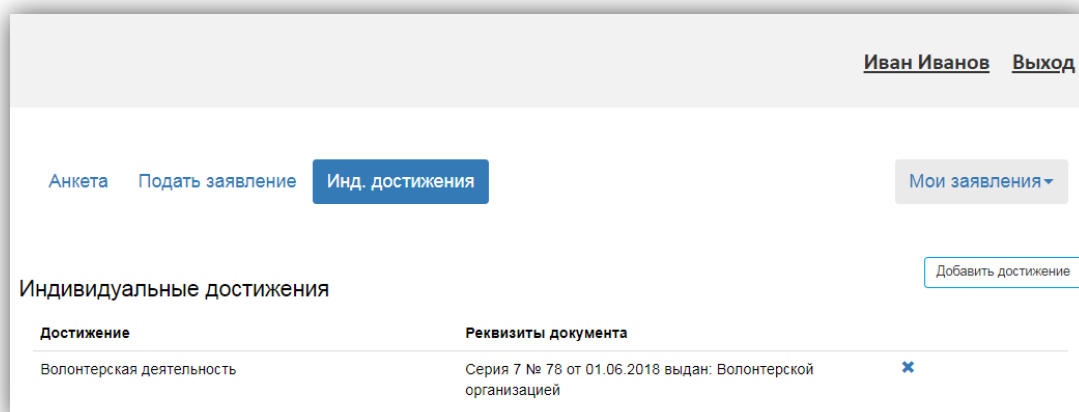 Иван Иванов Выход
Анкета Подать заявление Инд. достижения Мои заявления
Добавить достижение
Индивидуальные достижения
Достижение Реквизиты документа
Волонтерская деятельность Серия 7 № 78 от 01.06.2018 выдан: Волонтерской
организацией